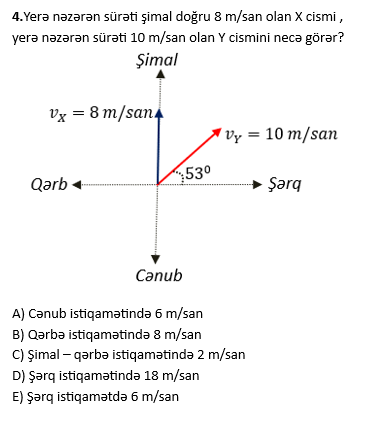 4.Yerə nəzərən sürəti şimal doğru 8 m/san olan X cismi ,
yerə nəzərən sürəti 10 m/san olan Y cismini necə görər?
Şimal
v_X = 8 m/san
v_Y = 10 m/san
53⁰
Qərb
Şərq
Cənub
A) Cənub istiqamətində 6 m/san
B) Qərbə istiqamətində 8 m/san
C) Şimal – qərbə istiqamətində 2 m/san
D) Şərq istiqamətində 18 m/san
E) Şərq istiqamətdə 6 m/san